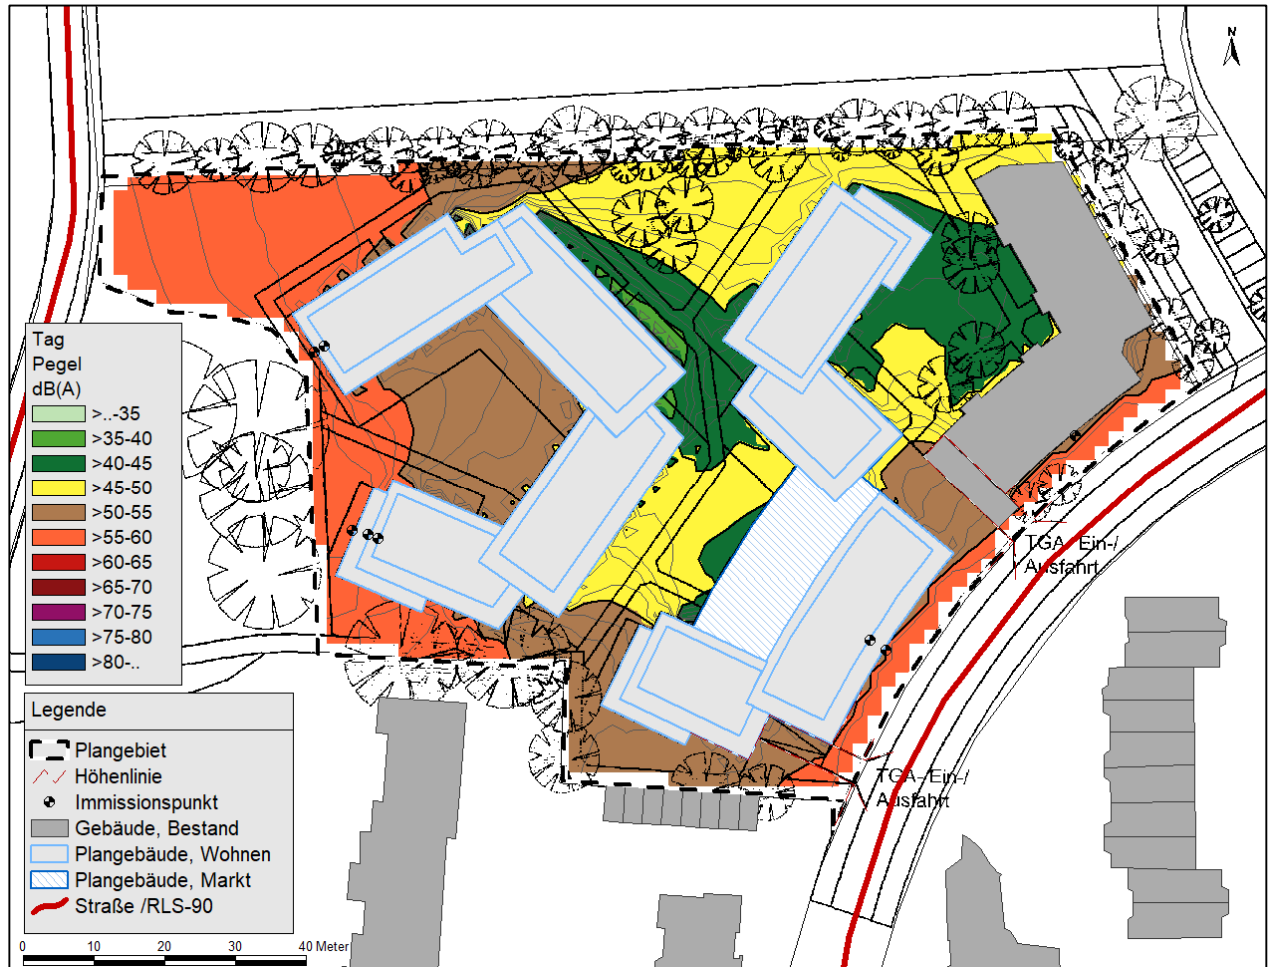 N
Tag
Pegel
dB(A)
>..-35
>35-40
>40-45
>45-50
>50-55
>55-60
>60-65
>65-70
>70-75
>75-80
>80-..
TGA- Ein-/
Ausfahrt
TGA- Ein-/
Ausfahrt
Legende
Plangebiet
Höhenlinie
Immissionspunkt
Gebäude, Bestand
Plangebäude, Wohnen
Plangebäude, Markt
Straße /RLS-90
0 10 20 30 40 Meter